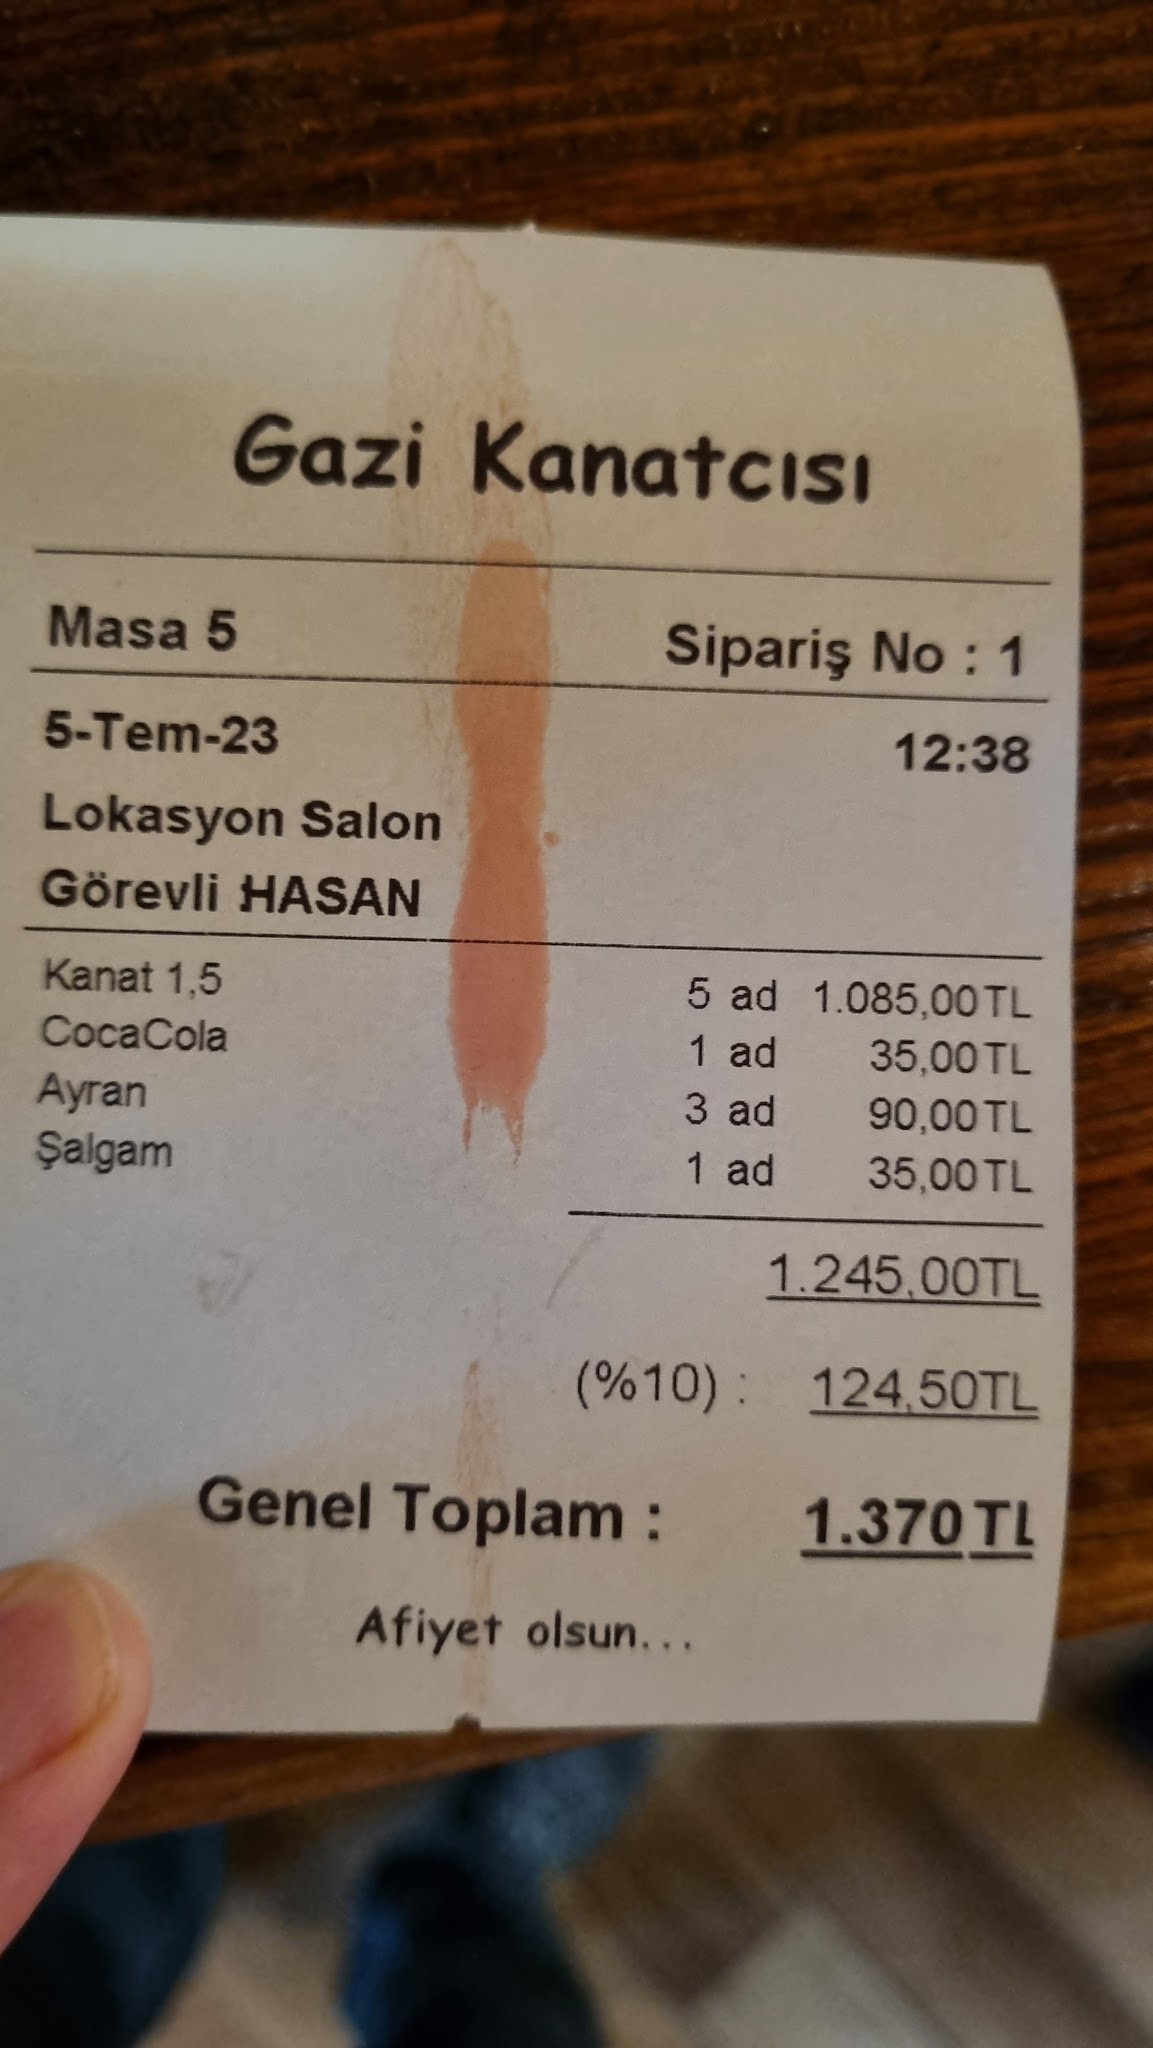 Gazi Kanatcısı
Masa 5 Sipariş No : 1
5-Tem-23 12:38
Lokasyon Salon
Görevli HASAN
Kanat 1,5 5 ad 1.085,00TL
CocaCola 1 ad 35,00TL
Ayran 3 ad 90,00TL
Şalgam 1 ad 35,00TL
1.245,00TL
(%10) : 124,50TL
Genel Toplam : 1.370 TL
Afiyet olsun...